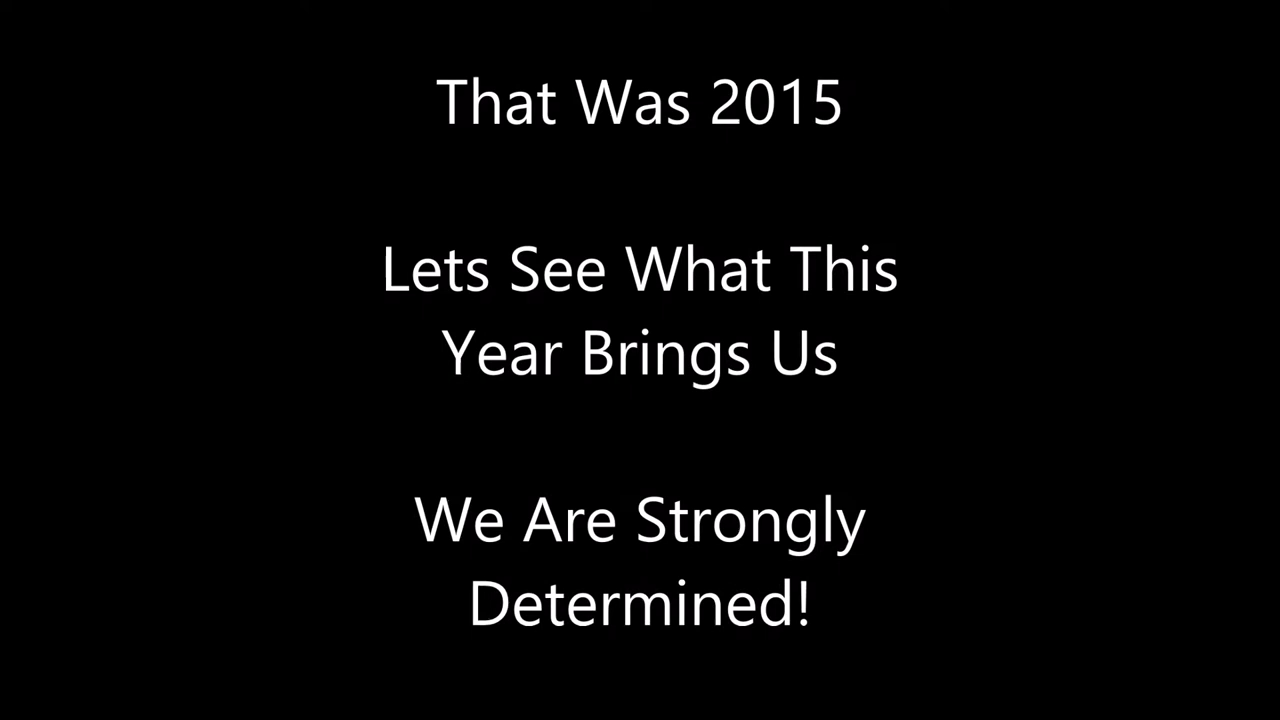 That Was 2015
Lets See What This
Year Brings Us
We Are Strongly
Determined!